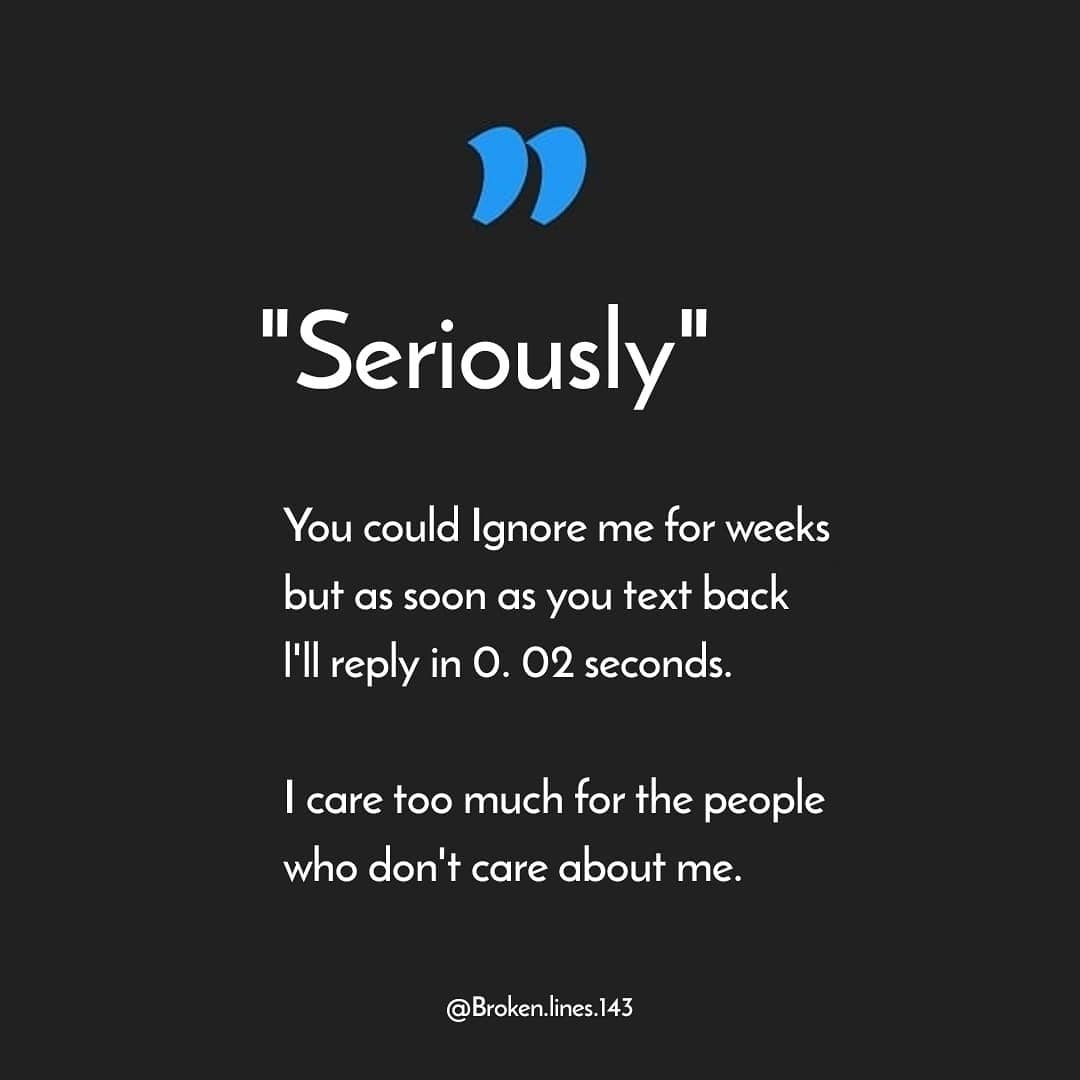 "Seriously"
You could Ignore me for weeks
but as soon as you text back
I'll reply in 0. 02 seconds.
I care too much for the people
who don't care about me.
@Broken.lines.143